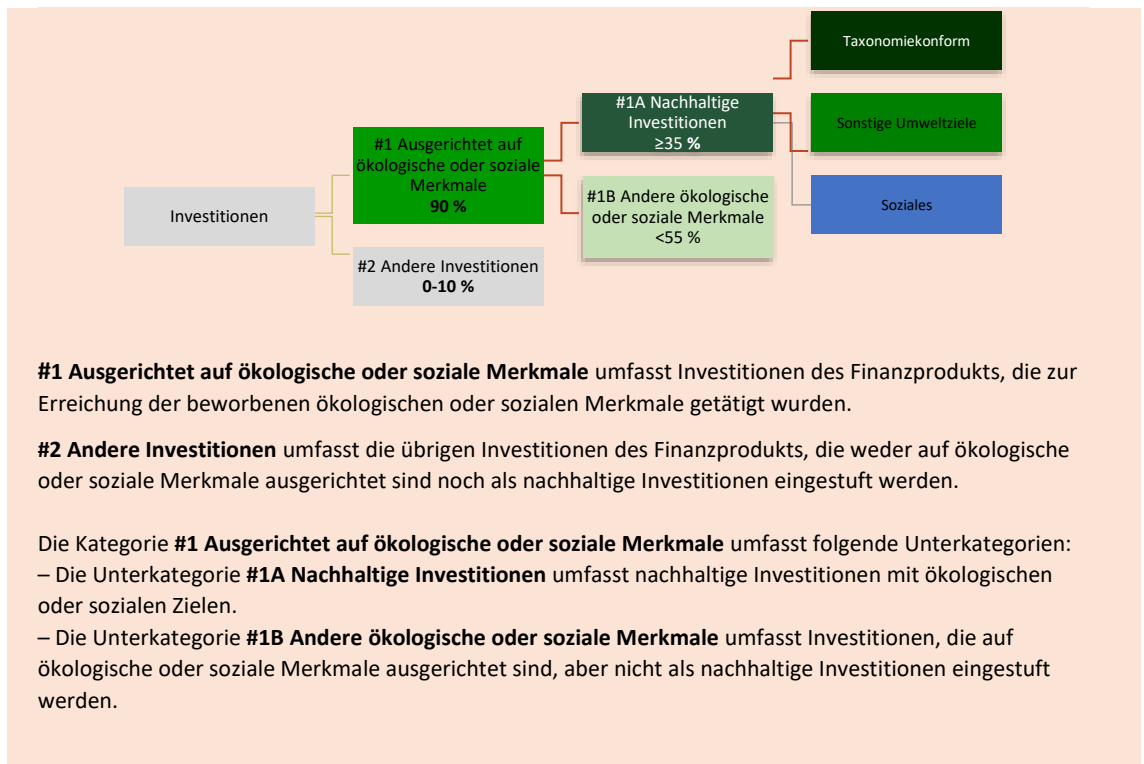 Taxonomiekonform
#1A Nachhaltige
Investitionen
≥35 %
Sonstige Umweltziele
#1 Ausgerichtet auf
ökologische oder soziale
Merkmale
90 %
#1B Andere ökologische
oder soziale Merkmale
<55 %
Soziales
Investitionen
#2 Andere Investitionen
0-10 %
#1 Ausgerichtet auf ökologische oder soziale Merkmale umfasst Investitionen des Finanzprodukts, die zur
Erreichung der beworbenen ökologischen oder sozialen Merkmale getätigt wurden.
#2 Andere Investitionen umfasst die übrigen Investitionen des Finanzprodukts, die weder auf ökologische
oder soziale Merkmale ausgerichtet sind noch als nachhaltige Investitionen eingestuft werden.
Die Kategorie #1 Ausgerichtet auf ökologische oder soziale Merkmale umfasst folgende Unterkategorien:
– Die Unterkategorie #1A Nachhaltige Investitionen umfasst nachhaltige Investitionen mit ökologischen
oder sozialen Zielen.
– Die Unterkategorie #1B Andere ökologische oder soziale Merkmale umfasst Investitionen, die auf
ökologische oder soziale Merkmale ausgerichtet sind, aber nicht als nachhaltige Investitionen eingestuft
werden.